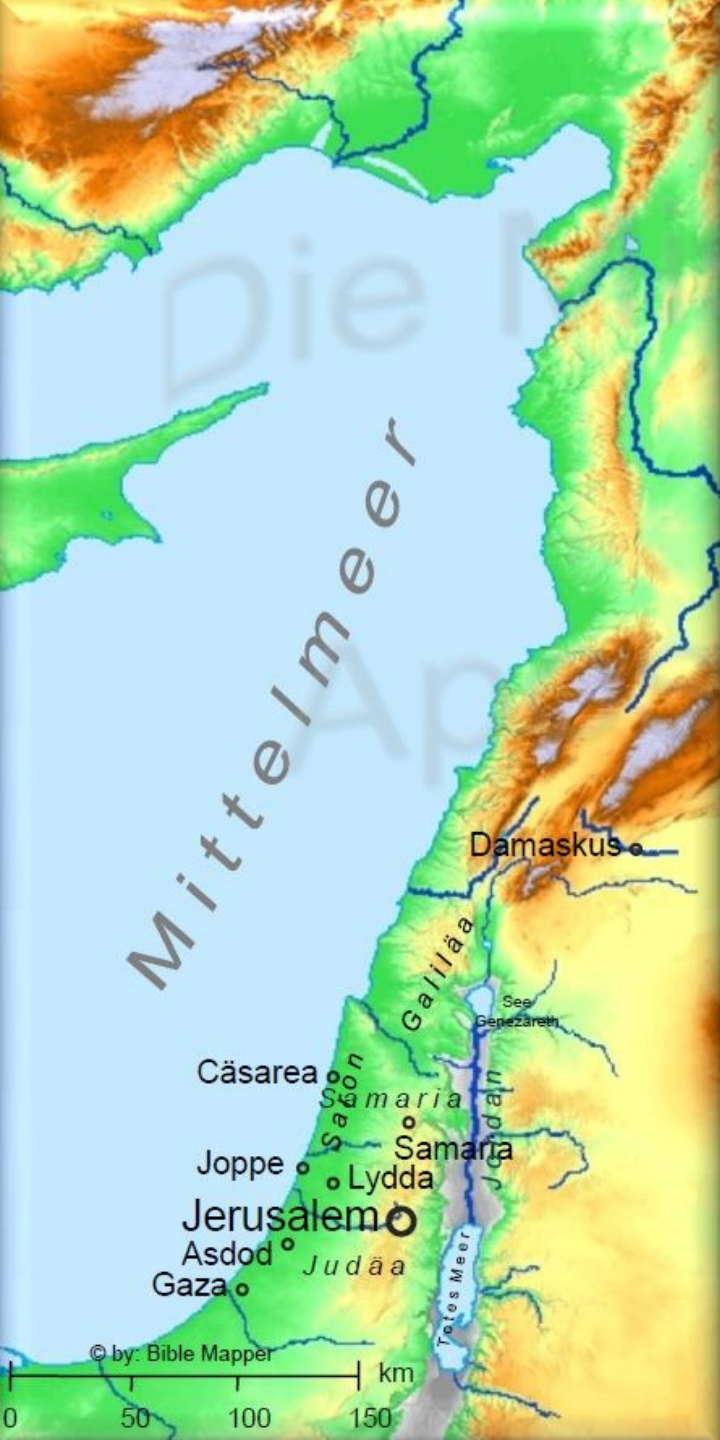 Die
Ap
Mittelmeer
Damaskus
Galiläa
See
Genezareth
Cäsarea
Saron
Samaria
Samaria
Jordan
Joppe
Lydda
Jerusalem
Asdod
Judäa
Gaza
Totes Meer
© by: Bible Mapper
km
0 50 100 150